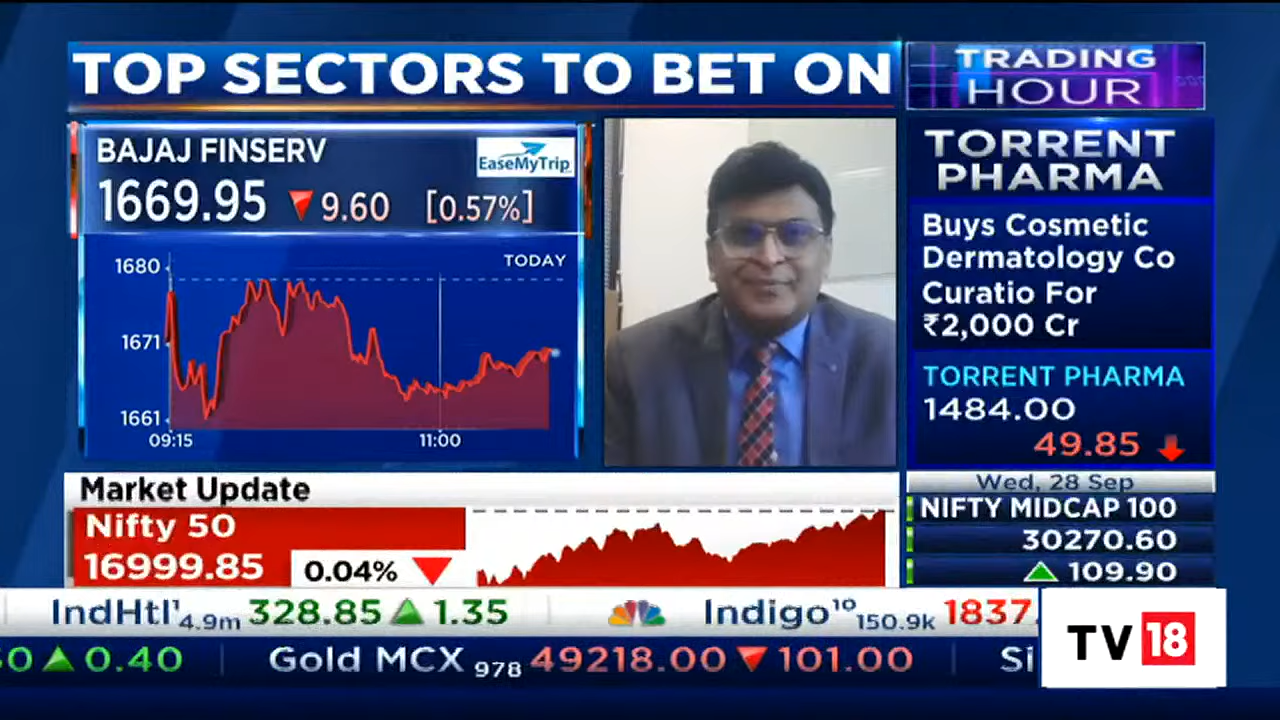 TOP SECTORS TO BET ON
TRADING
HOUR
BAJAJ FINSERV
EaseMyTrip
1669.95 ▼ 9.60 [0.57%]
TODAY
1680
1671
1661
09:15 11:00
TORRENT
PHARMA
Buys Cosmetic
Dermatology Co
Curatio For
₹2,000 Cr
TORRENT PHARMA
1484.00
49.85
Wed, 28 Sep
NIFTY MIDCAP 100
30270.60
▲ 109.90
Market Update
Nifty 50
16999.85 0.04% ▼
IndHtl¹ 4.9m 328.85 ▲ 1.35 Indigo¹⁰ 150.9k 1837
0 ▲ 0.40 Gold MCX 978 49218.00 ▼ 101.00 Si
TV18